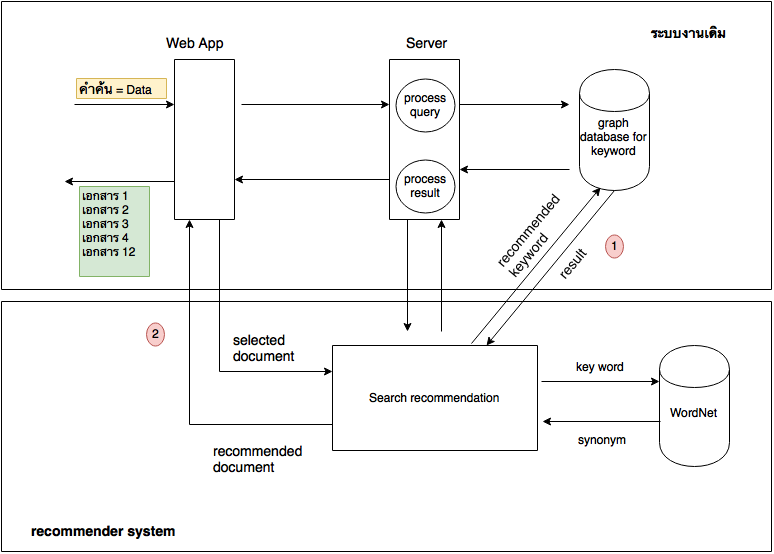 ระบบงานเดิม
Web App
Server
คำค้น = Data
process
query
graph
database for
keyword
process
result
เอกสาร 1
เอกสาร 2
เอกสาร 3
เอกสาร 4
เอกสาร 12
recommended
keyword
result
1
2
selected
document
Search recommendation
key word
WordNet
synonym
recommended
document
recommender system